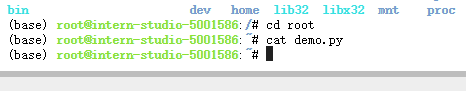 bin dev home lib32 libx32 mnt proc
(base) root@intern-studio-5001586:/# cd root
(base) root@intern-studio-5001586:~# cat demo.py
(base) root@intern-studio-5001586:~#